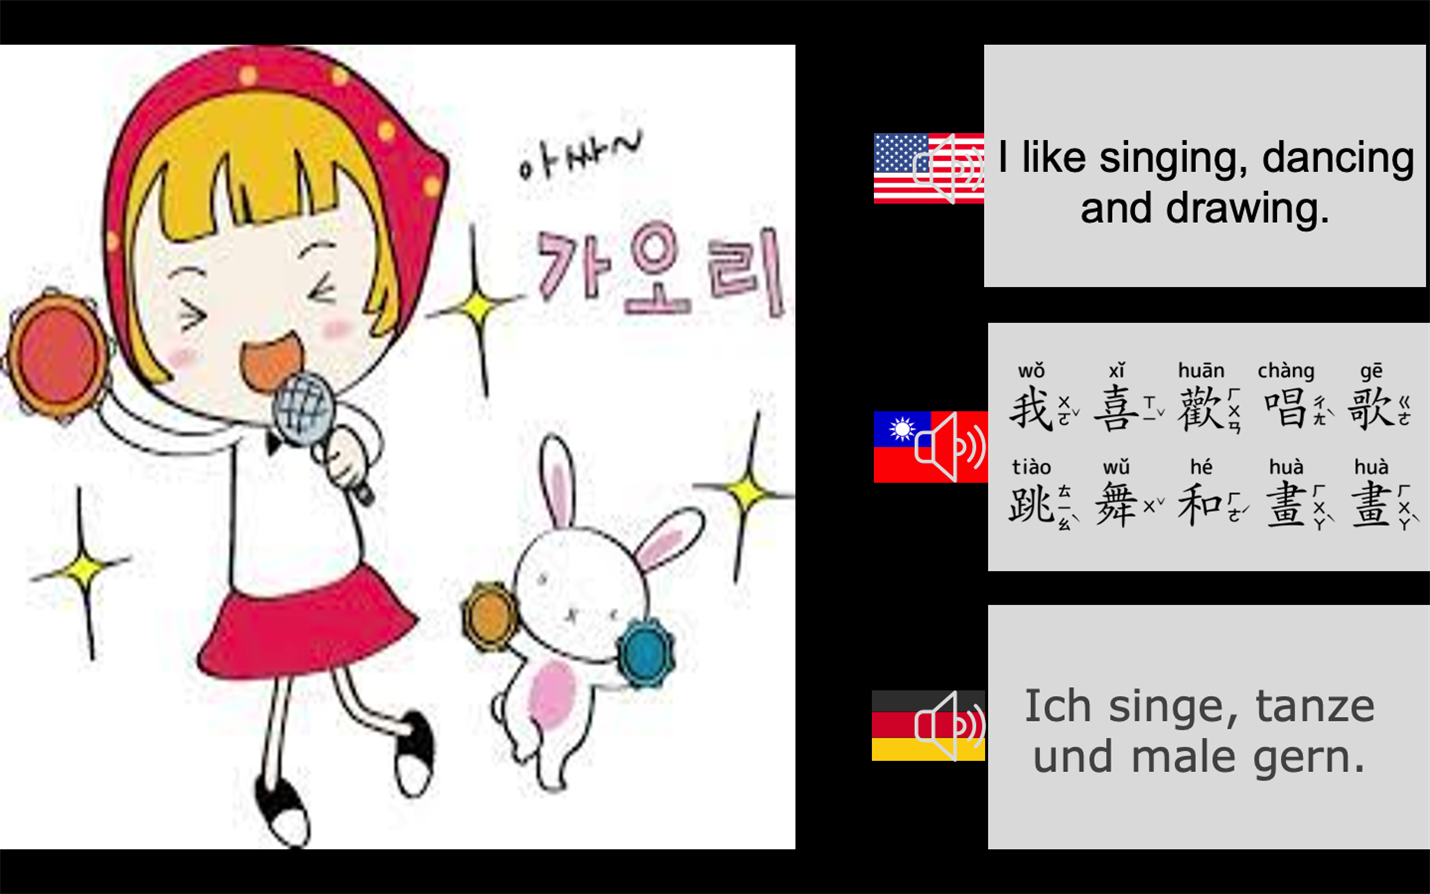 아싸~
가오리
I like singing, dancing
and drawing.
wǒ xǐ huān chàng gē
我ㄨㄛˇ 喜ㄒㄧˇ 歡ㄏㄨㄢ 唱ㄔㄤˋ 歌ㄍㄜ
tiào wǔ hé huà huà
跳ㄊㄧㄠˋ 舞ㄨˇ 和ㄏㄜˊ 畫ㄏㄨㄚˋ 畫ㄏㄨㄚˋ
Ich singe, tanze
und male gern.